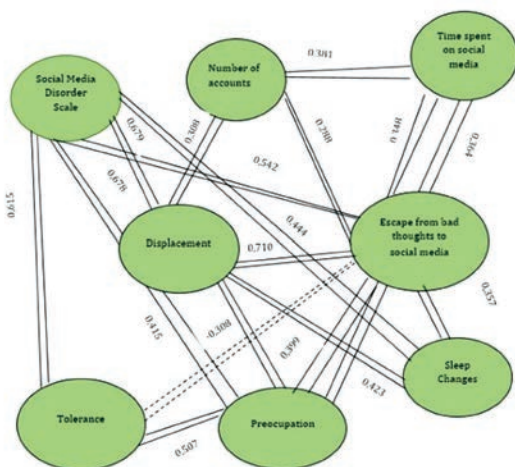 Time spent
on social
media
0.381
Number of
accounts
Social Media
Disorder
Scale
0,679
0,308
0,288
0,348
0,364
0,542
0,678
0,615
Escape from bad
thoughts to
social media
0,444
Displacement
0,710
0,357
-0,308
0,415
0,399
Sleep
Changes
0,423
Tolerance
Preocupation
0,507